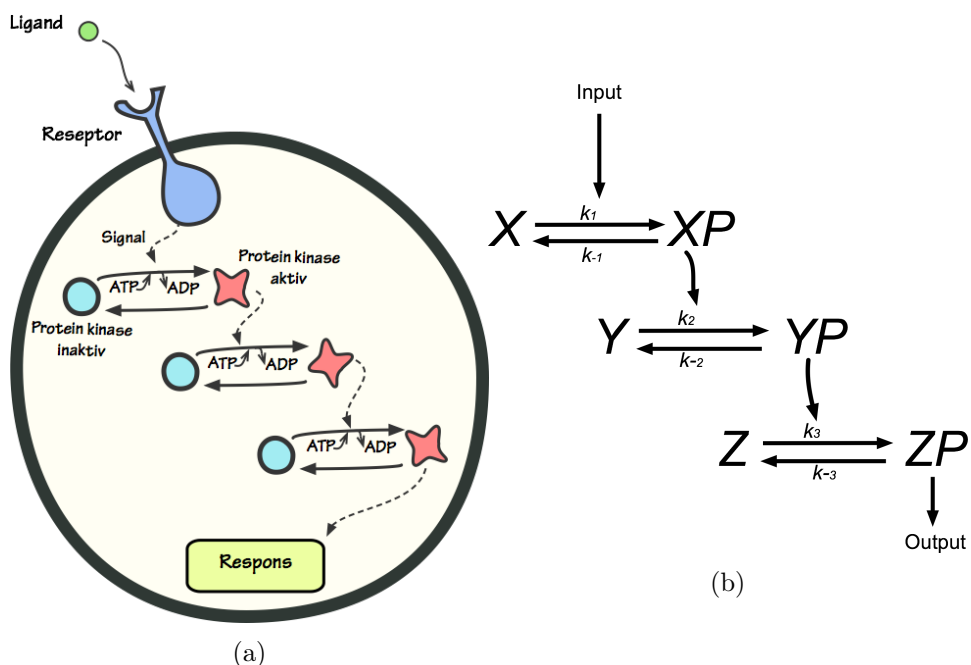 Ligand
Reseptor
Signal
ATP
ADP
Protein kinase
aktiv
Protein kinase
inaktiv
ATP
ADP
ATP
ADP
Respons
(a)
Input
X
k1
k-1
XP
Y
k2
k-2
YP
Z
k3
k-3
ZP
Output
(b)